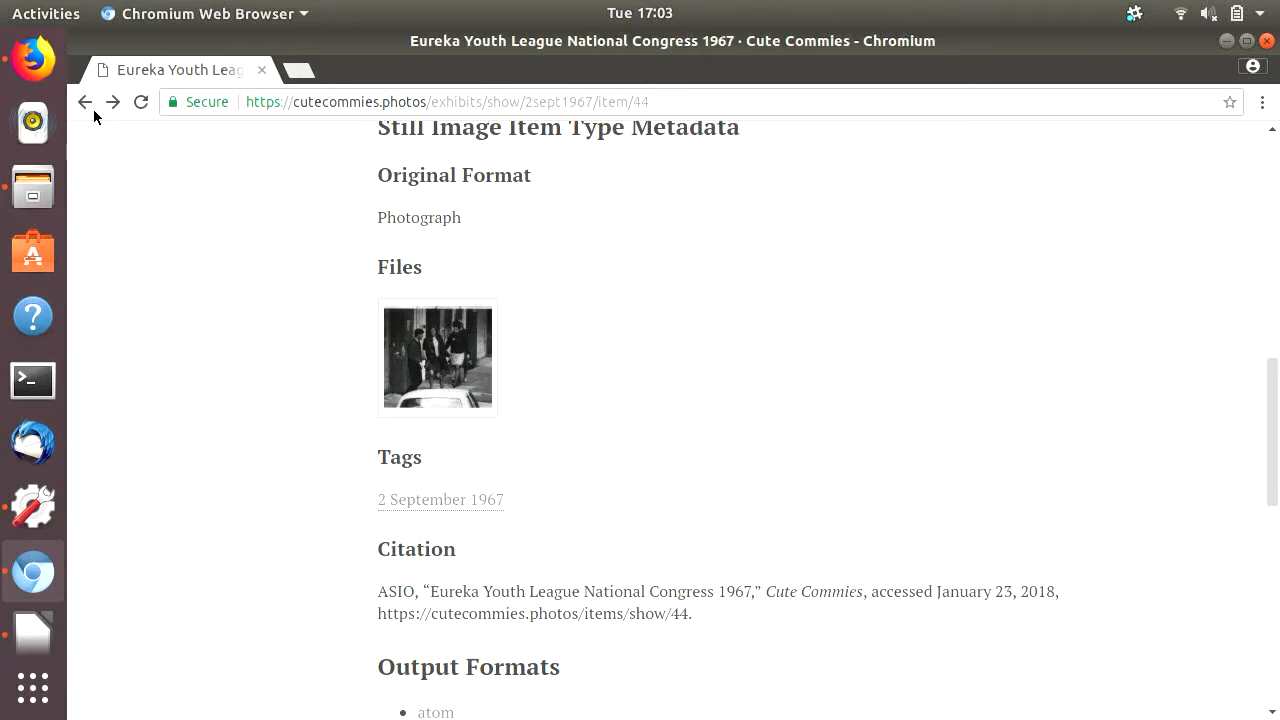 Activities
Chromium Web Browser
Tue 17:03
Eureka Youth League National Congress 1967 · Cute Commies - Chromium
Eureka Youth Leag
Secure
https://cutecommies.photos/exhibits/show/2sept1967/item/44
Still Image Item Type Metadata
Original Format
Photograph
Files
Tags
2 September 1967
Citation
ASIO, “Eureka Youth League National Congress 1967,” Cute Commies, accessed January 23, 2018,
https://cutecommies.photos/items/show/44.
Output Formats
• atom